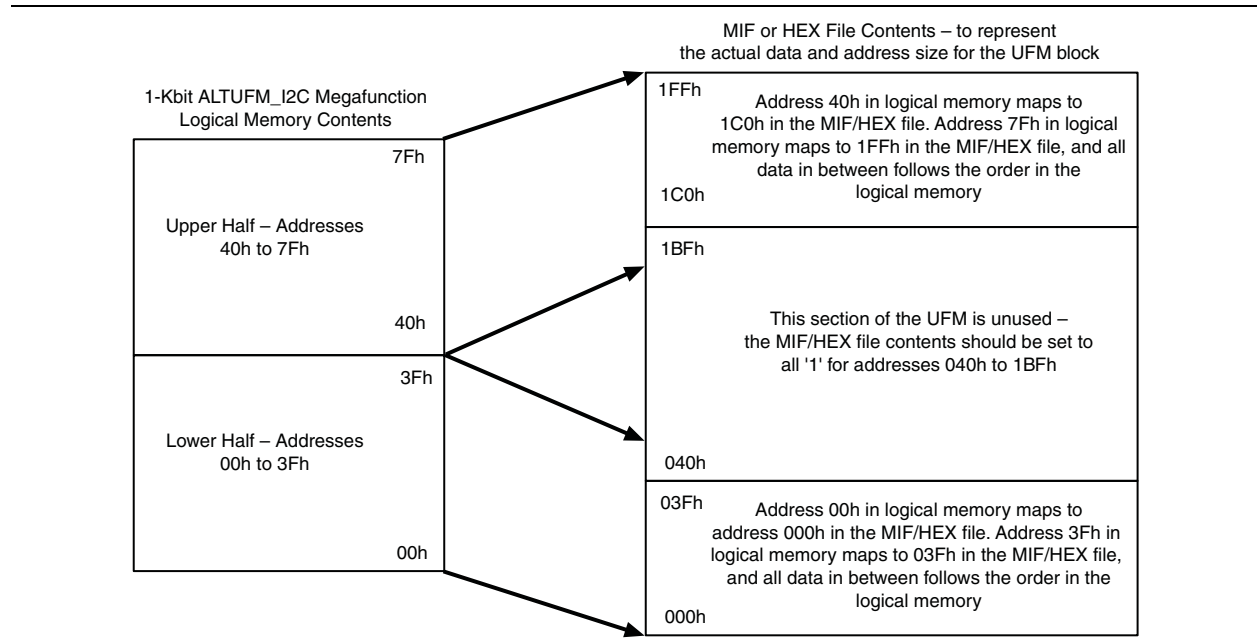 1-Kbit ALTUFM_I2C Megafunction
Logical Memory Contents
7Fh
Upper Half – Addresses
40h to 7Fh
40h
3Fh
Lower Half – Addresses
00h to 3Fh
00h
MIF or HEX File Contents – to represent
the actual data and address size for the UFM block
1FFh
Address 40h in logical memory maps to
1C0h in the MIF/HEX file. Address 7Fh in logical
memory maps to 1FFh in the MIF/HEX file, and all
data in between follows the order in the
logical memory
1C0h
1BFh
This section of the UFM is unused –
the MIF/HEX file contents should be set to
all '1' for addresses 040h to 1BFh
040h
03Fh
Address 00h in logical memory maps to
address 000h in the MIF/HEX file. Address 3Fh in
logical memory maps to 03Fh in the MIF/HEX file,
and all data in between follows the order in the
logical memory
000h